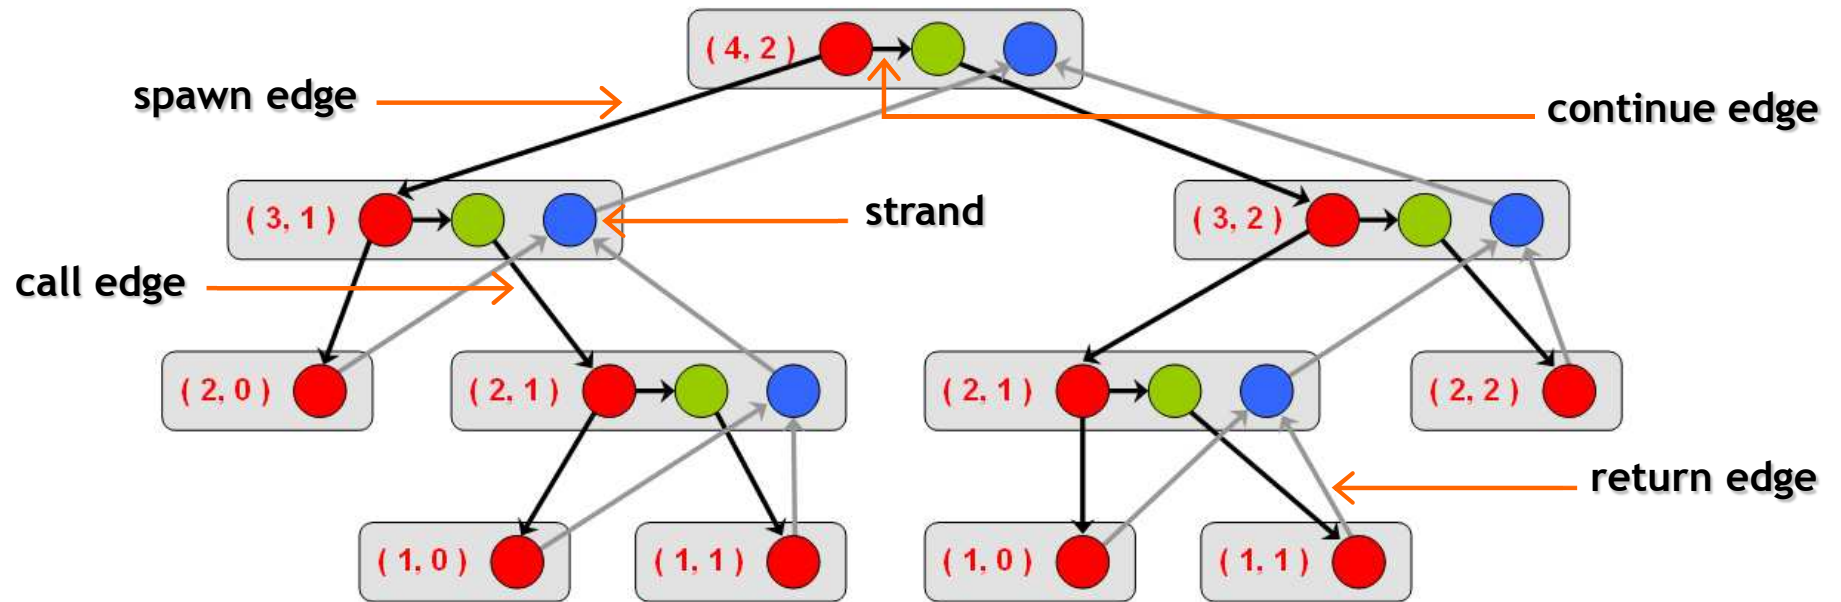 ( 4, 2 )
spawn edge
continue edge
( 3, 1 )
strand
( 3, 2 )
call edge
( 2, 0 )
( 2, 1 )
( 2, 1 )
( 2, 2 )
return edge
( 1, 0 )
( 1, 1 )
( 1, 0 )
( 1, 1 )